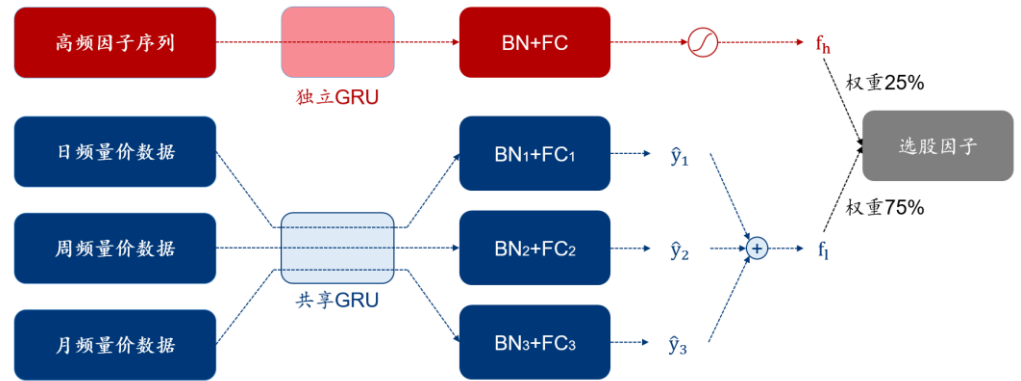 高频因子序列
独立GRU
BN+FC
fh
权重25%
日频量价数据
BN1+FC1
ŷ1
选股因子
周频量价数据
共享GRU
BN2+FC2
ŷ2
+
fl
权重75%
月频量价数据
BN3+FC3
ŷ3